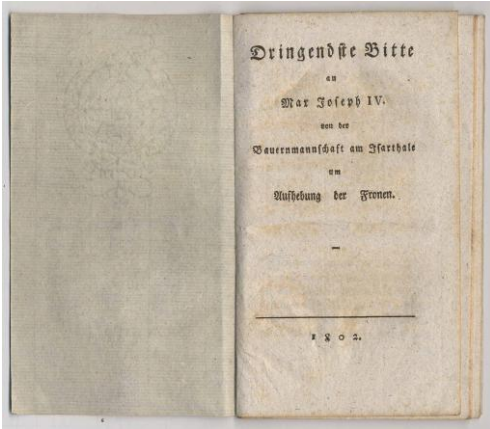 Dringendste Bitte
an
Max Joseph IV.
von der
Bauernmannschaft am Isarthale
um
Aufhebung der Fronen.
1802.